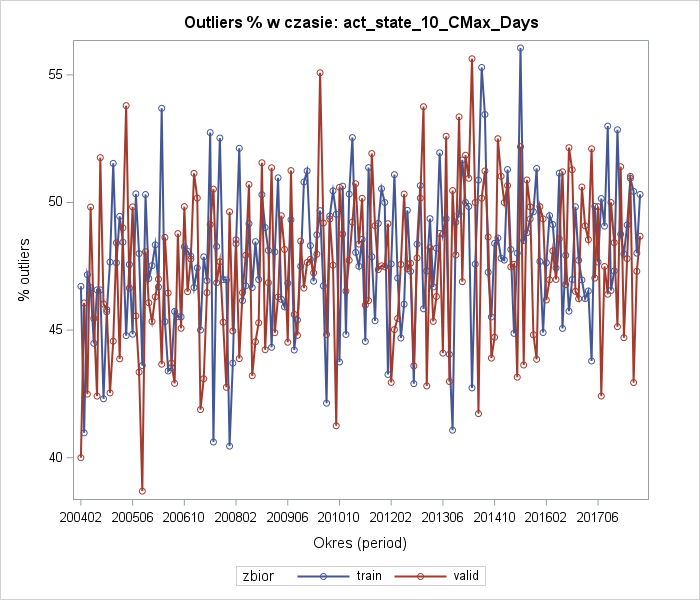 Outliers % w czasie: act_state_10_CMax_Days
% outliers
55
50
45
40
200402 200506 200610 200802 200906 201010 201202 201306 201410 201602 201706
Okres (period)
zbior train valid